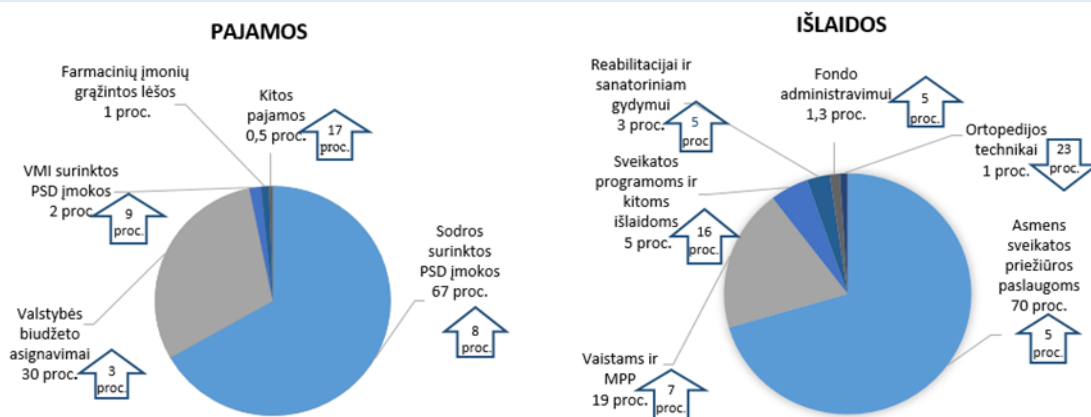 PAJAMOS
Farmacinių įmonių
grąžintos lėšos
1 proc.
Kitos
pajamos
0,5 proc.
17
proc.
VMI surinktos
PSD įmokos
2 proc.
9
proc.
Sodros
surinktos
PSD įmokos
67 proc.
8
proc.
Valstybės
biudžeto
asignavimai
30 proc.
3
proc.
IŠLAIDOS
Reabilitacijai ir
sanatoriniam
gydymui
3 proc.
5
proc
Fondo
administravimui
1,3 proc.
5
proc.
Ortopedijos
technikai
1 proc.
23
proc.
Sveikatos
programoms ir
kitoms
išlaidoms
5 proc.
16
proc.
Asmens
sveikatos
priežiūros
paslaugoms
70 proc.
5
proc.
Vaistams ir
MPP
19 proc.
7
proc.